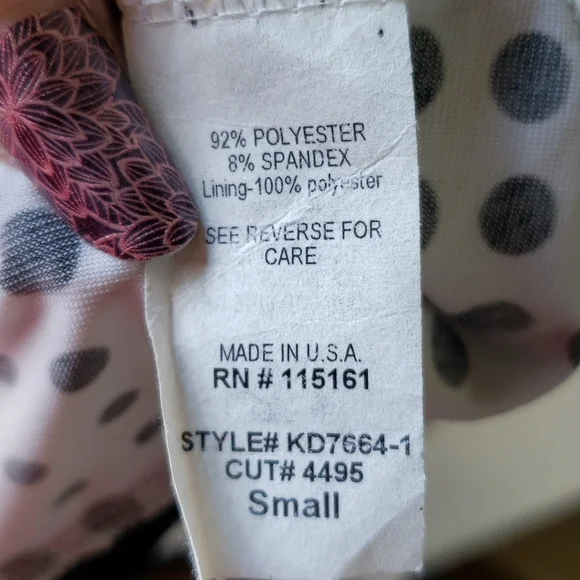 92% POLYESTER
8% SPANDEX
Lining-100% polyester
SEE REVERSE FOR
CARE
MADE IN U.S.A.
RN # 115161
STYLE# KD7664-1
CUT# 4495
Small